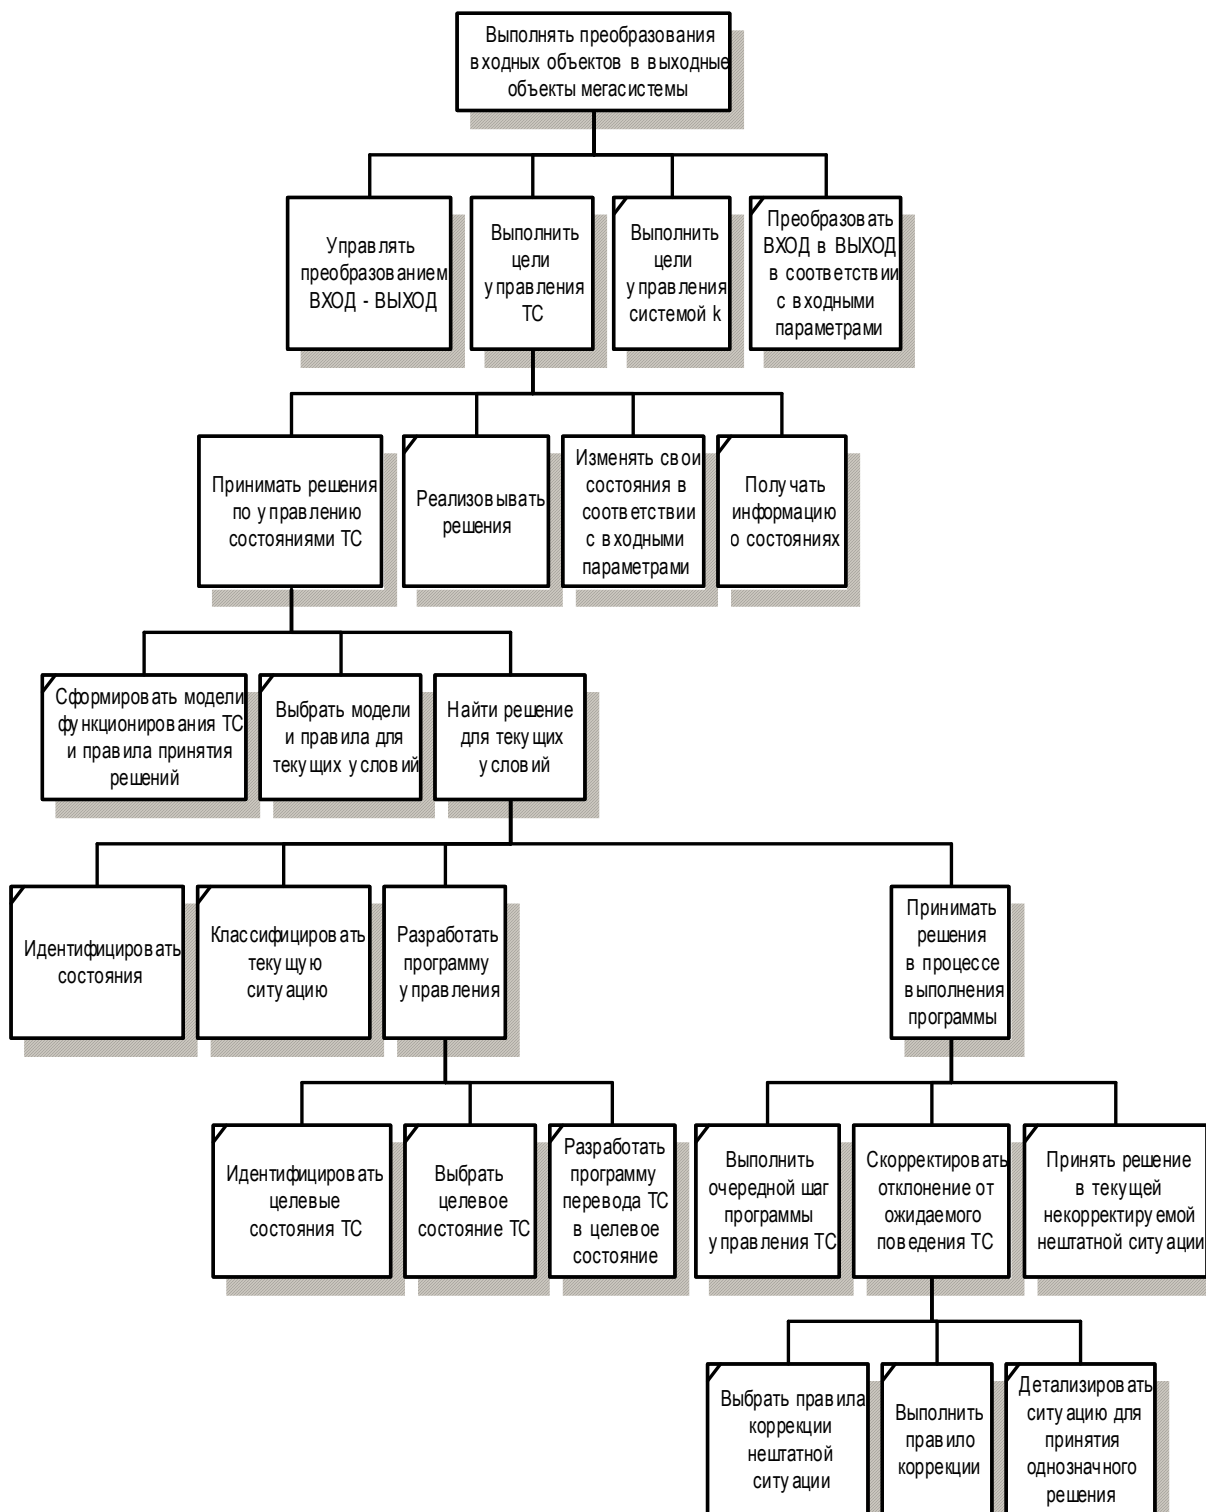 Выполнять преобразования
входных объектов в выходные
объекты мегасистемы
Управлять
преобразованием
ВХОД - ВЫХОД
Выполнить
цели
управления
ТС
Выполнить
цели
управления
системой k
Преобразовать
ВХОД в ВЫХОД
в соответствии
с входными
параметрами
Принимать решения
по управлению
состояниями ТС
Реализовывать
решения
Изменять свои
состояния в
соответствии
с входными
параметрами
Получать
информацию
о состояниях
Сформировать модели
функционирования ТС
и правила принятия
решений
Выбрать модели
и правила для
текущих условий
Найти решение
для текущих
условий
Идентифицировать
состояния
Классифицировать
текущую
ситуацию
Разработать
программу
управления
Принимать
решения
в процессе
выполнения
программы
Идентифицировать
целевые
состояния ТС
Выбрать
целевое
состояние ТС
Разработать
программу
перевода ТС
в целевое
состояние
Выполнить
очередной шаг
программы
управления ТС
Скорректировать
отклонение от
ожидаемого
поведения ТС
Принять решение
в текущей
некорректируемой
нештатной ситуации
Выбрать правила
коррекции
нештатной
ситуации
Выполнить
правило
коррекции
Детализировать
ситуацию для
принятия
однозначного
решения